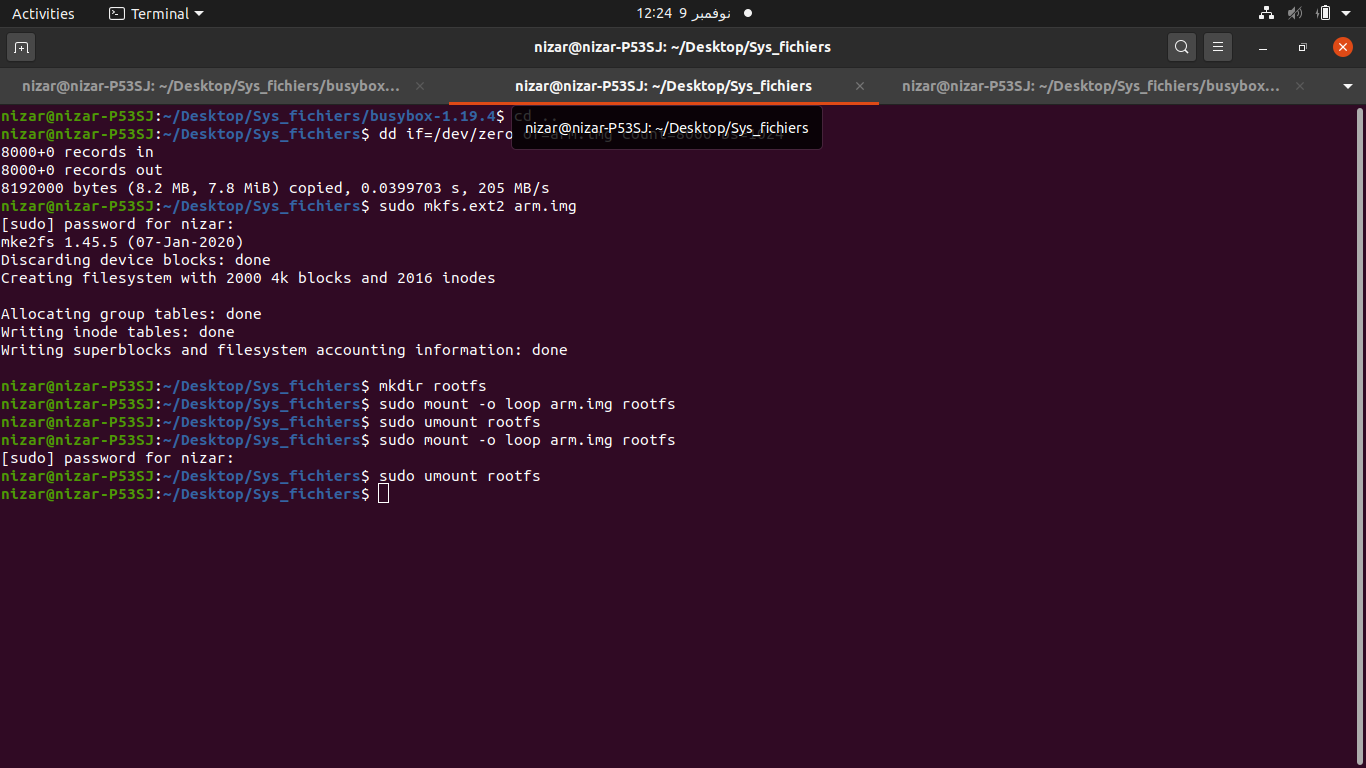 Activities Terminal 12:24 9 نوفمبر
nizar@nizar-P53SJ: ~/Desktop/Sys_fichiers
nizar@nizar-P53SJ: ~/Desktop/Sys_fichiers/busybox... nizar@nizar-P53SJ: ~/Desktop/Sys_fichiers nizar@nizar-P53SJ: ~/Desktop/Sys_fichiers/busybox...
nizar@nizar-P53SJ:~/Desktop/Sys_fichiers/busybox-1.19.4$ cd ..
nizar@nizar-P53SJ: ~/Desktop/Sys_fichiers
nizar@nizar-P53SJ:~/Desktop/Sys_fichiers$ dd if=/dev/zero of=arm.img count=8000 bs=1024
8000+0 records in
8000+0 records out
8192000 bytes (8.2 MB, 7.8 MiB) copied, 0.0399703 s, 205 MB/s
nizar@nizar-P53SJ:~/Desktop/Sys_fichiers$ sudo mkfs.ext2 arm.img
[sudo] password for nizar:
mke2fs 1.45.5 (07-Jan-2020)
Discarding device blocks: done
Creating filesystem with 2000 4k blocks and 2016 inodes
Allocating group tables: done
Writing inode tables: done
Writing superblocks and filesystem accounting information: done
nizar@nizar-P53SJ:~/Desktop/Sys_fichiers$ mkdir rootfs
nizar@nizar-P53SJ:~/Desktop/Sys_fichiers$ sudo mount -o loop arm.img rootfs
nizar@nizar-P53SJ:~/Desktop/Sys_fichiers$ sudo umount rootfs
nizar@nizar-P53SJ:~/Desktop/Sys_fichiers$ sudo mount -o loop arm.img rootfs
[sudo] password for nizar:
nizar@nizar-P53SJ:~/Desktop/Sys_fichiers$ sudo umount rootfs
nizar@nizar-P53SJ:~/Desktop/Sys_fichiers$